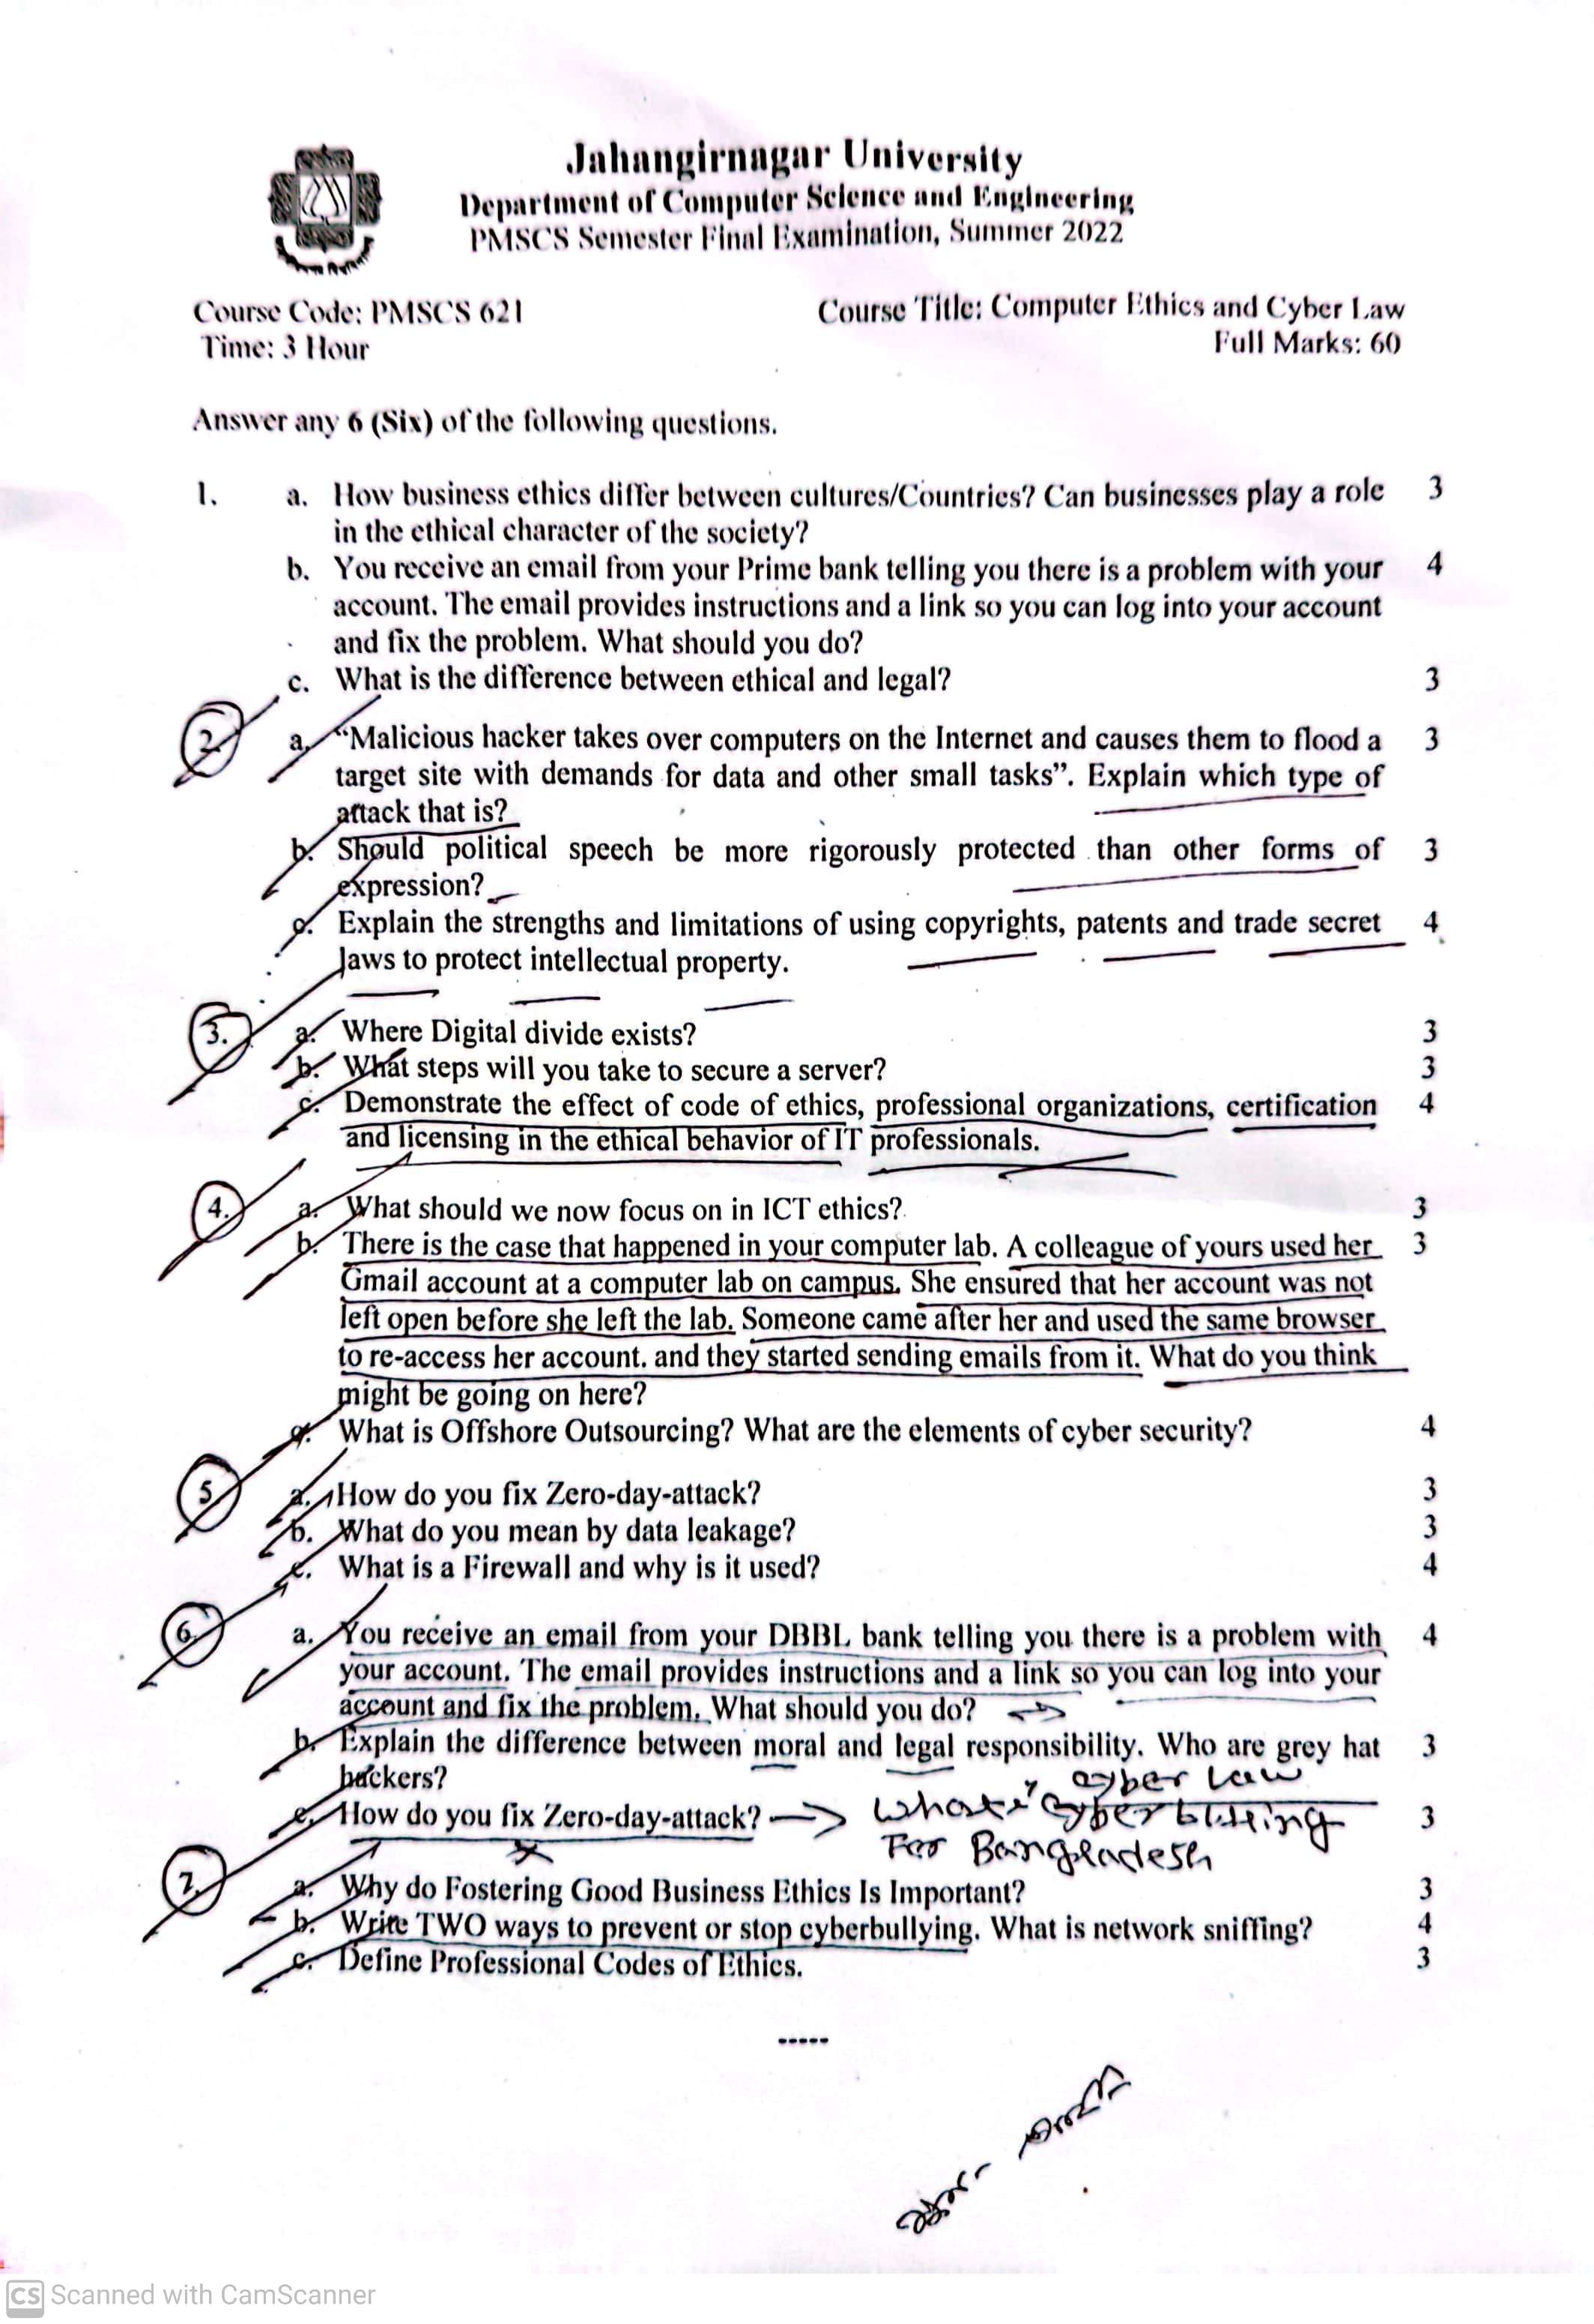 Jahangirnagar University
Department of Computer Science and Engineering
PMSCS Semester Final Examination, Summer 2022
Course Code: PMSCS 621
Course Title: Computer Ethics and Cyber Law
Time: 3 Hour
Full Marks: 60
Answer any 6 (Six) of the following questions.
1. a. How business ethics differ between cultures/Countries? Can businesses play a role 3
in the ethical character of the society?
b. You receive an email from your Prime bank telling you there is a problem with your 4
account. The email provides instructions and a link so you can log into your account
and fix the problem. What should you do?
c. What is the difference between ethical and legal? 3
2. a. “Malicious hacker takes over computers on the Internet and causes them to flood a 3
target site with demands for data and other small tasks”. Explain which type of
attack that is?
b. Should political speech be more rigorously protected than other forms of 3
expression?
c. Explain the strengths and limitations of using copyrights, patents and trade secret 4
laws to protect intellectual property.
3. a. Where Digital divide exists? 3
b. What steps will you take to secure a server? 3
c. Demonstrate the effect of code of ethics, professional organizations, certification 4
and licensing in the ethical behavior of IT professionals.
4. a. What should we now focus on in ICT ethics? 3
b. There is the case that happened in your computer lab. A colleague of yours used her 3
Gmail account at a computer lab on campus. She ensured that her account was not
left open before she left the lab. Someone came after her and used the same browser
to re-access her account. and they started sending emails from it. What do you think
might be going on here?
c. What is Offshore Outsourcing? What are the elements of cyber security? 4
5. a. How do you fix Zero-day-attack? 3
b. What do you mean by data leakage? 3
c. What is a Firewall and why is it used? 4
6. a. You receive an email from your DBBL bank telling you there is a problem with 4
your account. The email provides instructions and a link so you can log into your
account and fix the problem. What should you do?
b. Explain the difference between moral and legal responsibility. Who are grey hat 3
hackers?
cyber law
c. How do you fix Zero-day-attack? 3
For Bangladesh
7. a. Why do Fostering Good Business Ethics Is Important? 3
b. Write TWO ways to prevent or stop cyberbullying. What is network sniffing? 4
c. Define Professional Codes of Ethics. 3
-----
CS Scanned with CamScanner